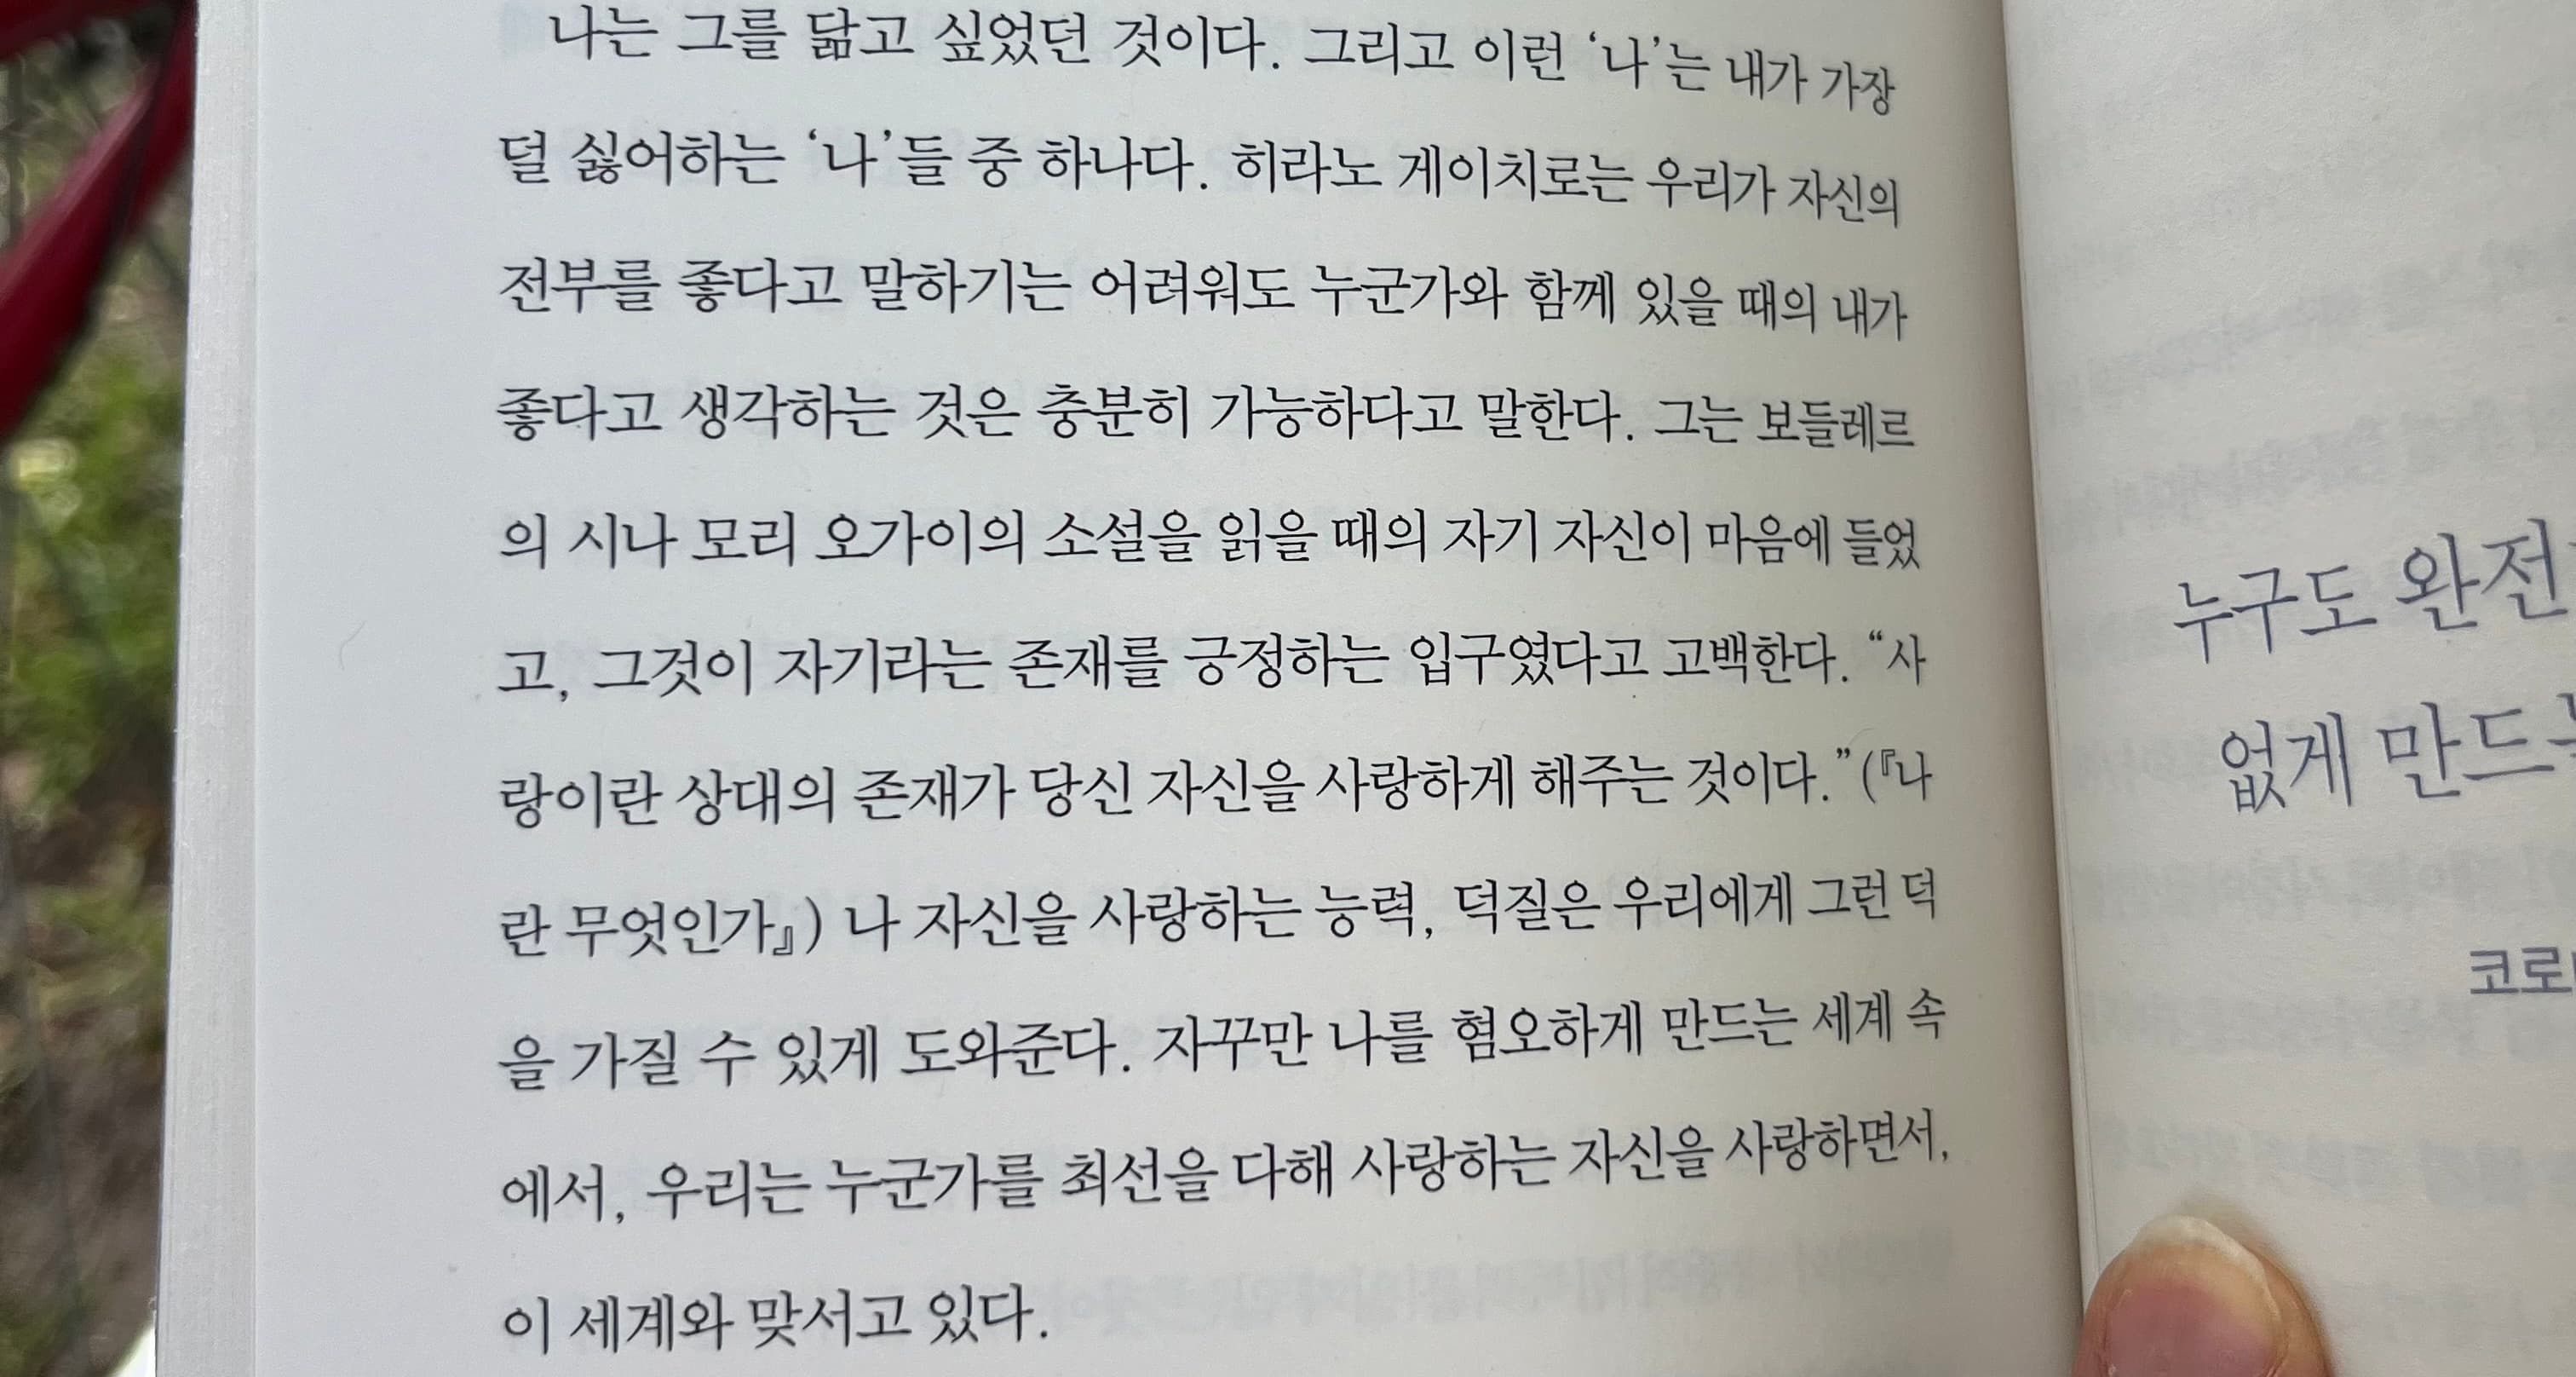 나는 그를 닮고 싶었던 것이다. 그리고 이런 ‘나’는 내가 가장
덜 싫어하는 ‘나’들 중 하나다. 히라노 게이치로는 우리가 자신의
전부를 좋다고 말하기는 어려워도 누군가와 함께 있을 때의 내가
좋다고 생각하는 것은 충분히 가능하다고 말한다. 그는 보들레르
의 시나 모리 오가이의 소설을 읽을 때의 자기 자신이 마음에 들었
고, 그것이 자기라는 존재를 긍정하는 입구였다고 고백한다. “사
랑이란 상대의 존재가 당신 자신을 사랑하게 해주는 것이다.”(『나
란 무엇인가』) 나 자신을 사랑하는 능력, 덕질은 우리에게 그런 덕
을 가질 수 있게 도와준다. 자꾸만 나를 혐오하게 만드는 세계 속
에서, 우리는 누군가를 최선을 다해 사랑하는 자신을 사랑하면서,
이 세계와 맞서고 있다.
누구도 완전
없게